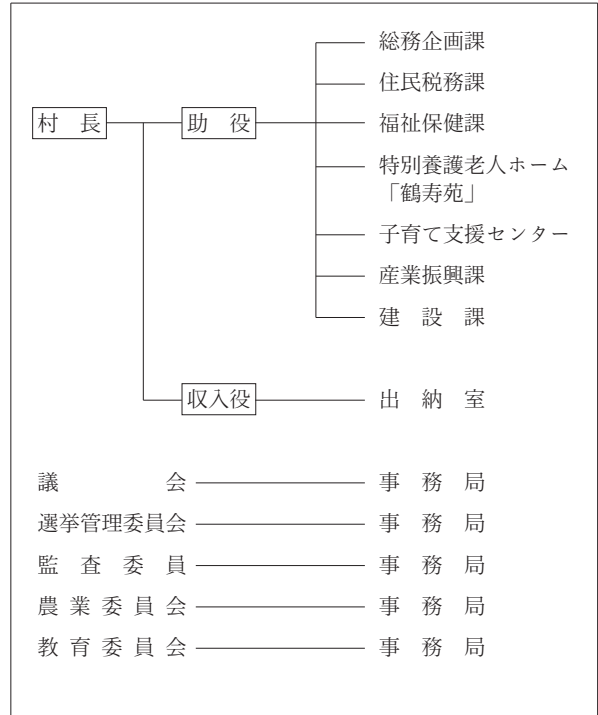 総務企画課
住民税務課
村長 助役 福祉保健課
特別養護老人ホーム
「鶴寿苑」
子育て支援センター
産業振興課
建設課
収入役 出納室
議会 事務局
選挙管理委員会 事務局
監査委員 事務局
農業委員会 事務局
教育委員会 事務局